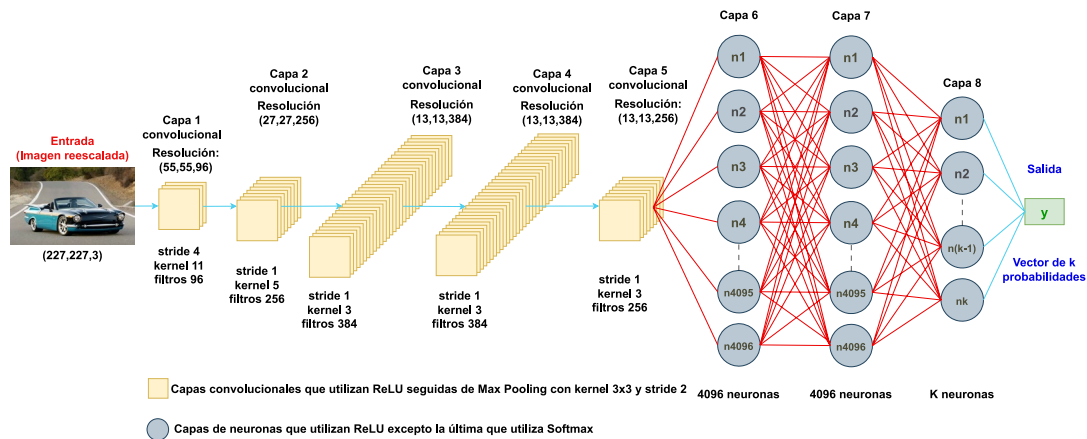 Entrada
(Imagen reescalada)
(227,227,3)
Capa 1
convolucional
Resolución:
(55,55,96)
stride 4
kernel 11
filtros 96
Capa 2
convolucional
Resolución
(27,27,256)
stride 1
kernel 5
filtros 256
Capa 3
convolucional
Resolución
(13,13,384)
stride 1
kernel 3
filtros 384
Capa 4
convolucional
Resolución
(13,13,384)
stride 1
kernel 3
filtros 384
Capa 5
convolucional
Resolución:
(13,13,256)
stride 1
kernel 3
filtros 256
Capa 6
n1
n2
n3
n4
n4095
n4096
4096 neuronas
Capa 7
n1
n2
n3
n4
n4095
n4096
4096 neuronas
Capa 8
n1
n2
n(k-1)
nk
K neuronas
Salida
y
Vector de k
probabilidades
Capas convolucionales que utilizan ReLU seguidas de Max Pooling con kernel 3x3 y stride 2
Capas de neuronas que utilizan ReLU excepto la última que utiliza Softmax